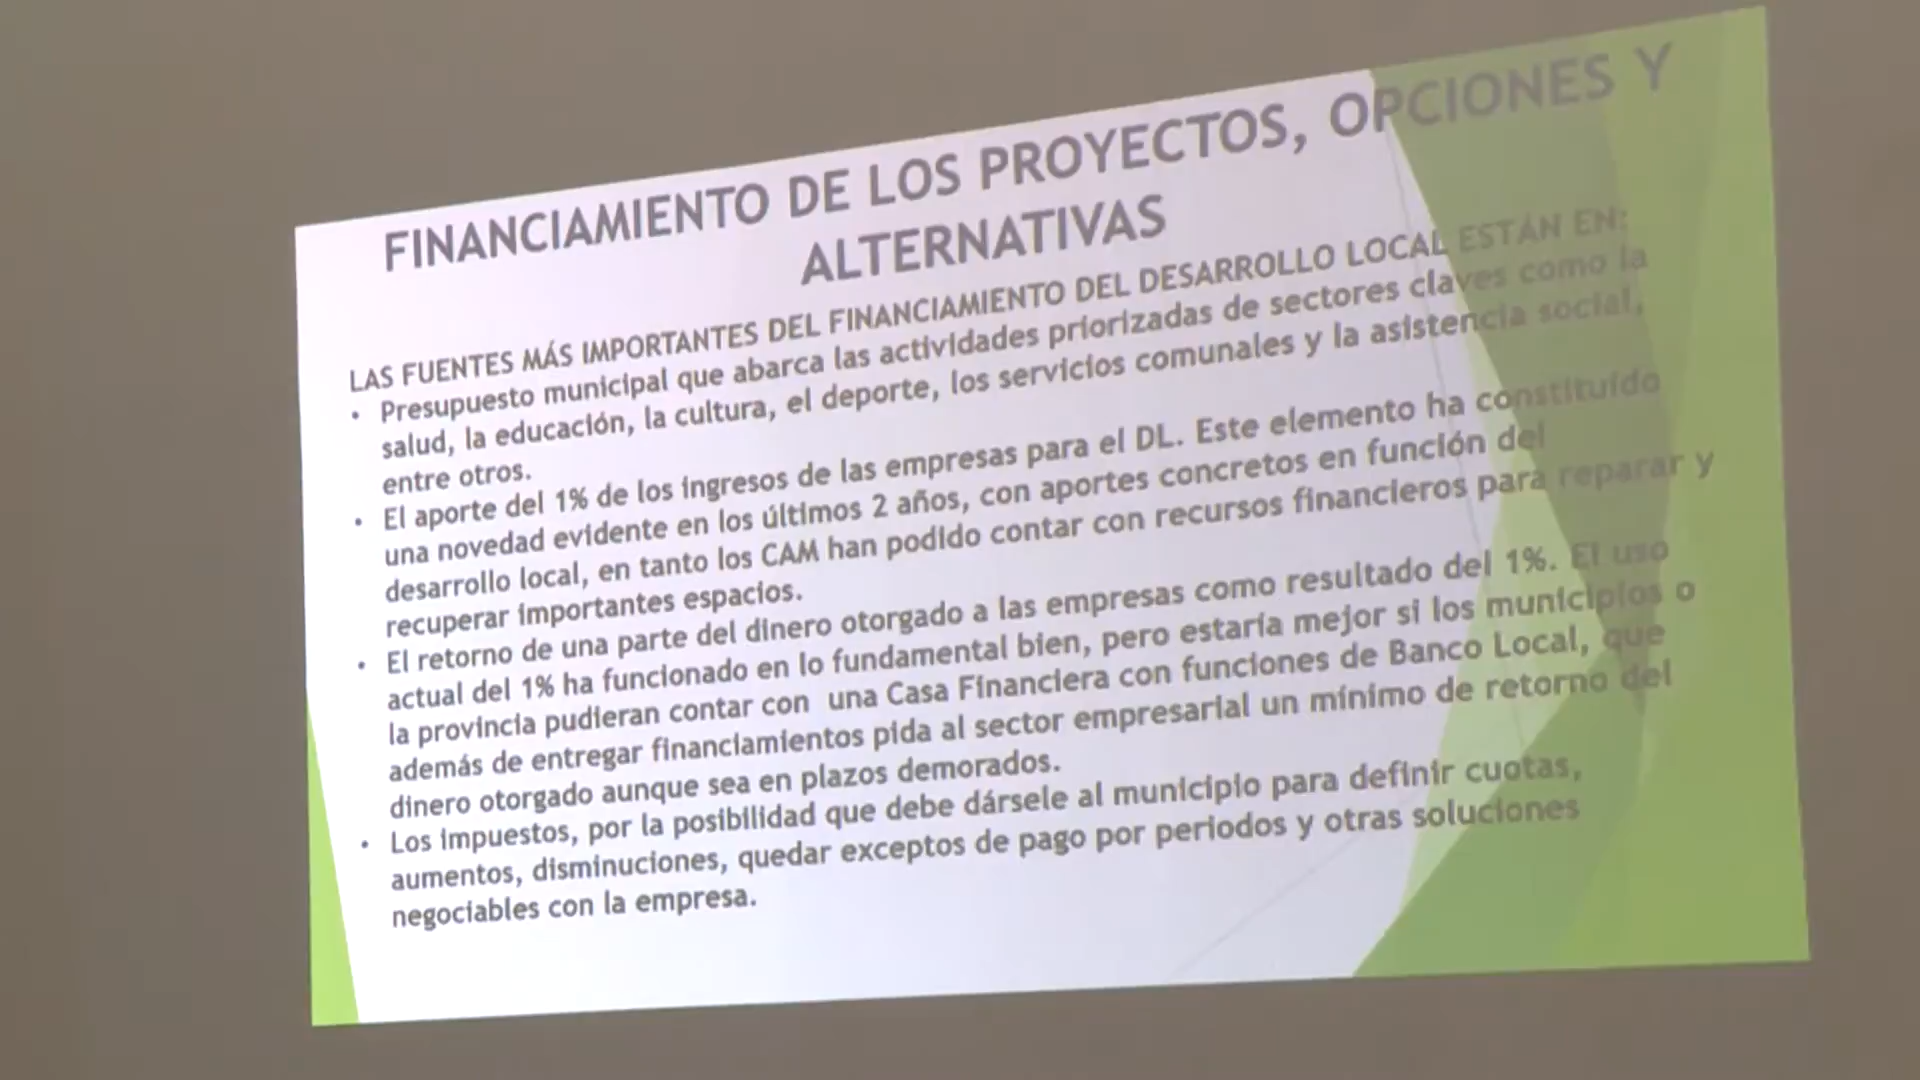 FINANCIAMIENTO DE LOS PROYECTOS, OPCIONES Y
ALTERNATIVAS
LAS FUENTES MÁS IMPORTANTES DEL FINANCIAMIENTO DEL DESARROLLO LOCAL ESTÁN EN:
• Presupuesto municipal que abarca las actividades priorizadas de sectores claves como la
salud, la educación, la cultura, el deporte, los servicios comunales y la asistencia social,
entre otros.
• El aporte del 1% de los ingresos de las empresas para el DL. Este elemento ha constituido
una novedad evidente en los últimos 2 años, con aportes concretos en función del
desarrollo local, en tanto los CAM han podido contar con recursos financieros para reparar y
recuperar importantes espacios.
• El retorno de una parte del dinero otorgado a las empresas como resultado del 1%. El uso
actual del 1% ha funcionado en lo fundamental bien, pero estaría mejor si los municipios o
la provincia pudieran contar con una Casa Financiera con funciones de Banco Local, que
además de entregar financiamientos pida al sector empresarial un mínimo de retorno del
dinero otorgado aunque sea en plazos demorados.
• Los impuestos, por la posibilidad que debe dársele al municipio para definir cuotas,
aumentos, disminuciones, quedar exceptos de pago por periodos y otras soluciones
negociables con la empresa.